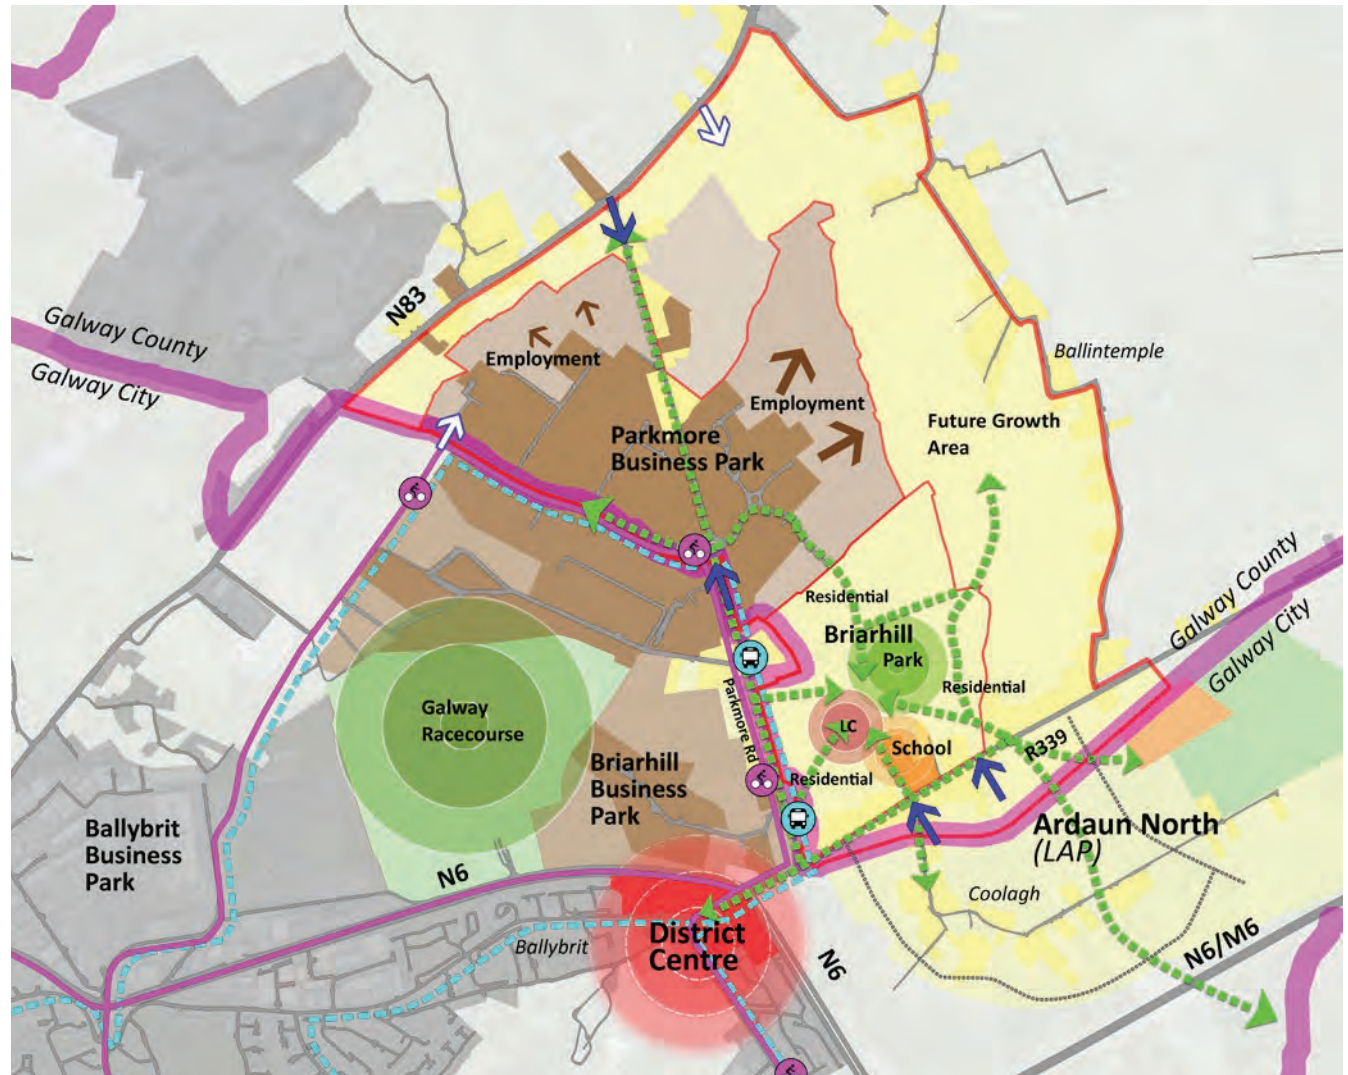 N83
Galway County
Galway City
Employment
Ballintemple
Employment
Future Growth
Area
Parkmore
Business Park
Residential
Briarhill
Park
Galway County
Galway City
Residential
Galway
Racecourse
Parkmore Rd
LC
School
R339
Residential
Briarhill
Business
Park
Ballybrit
Business
Park
Ardaun North
(LAP)
N6
Coolagh
District
Centre
Ballybrit
N6
N6/M6